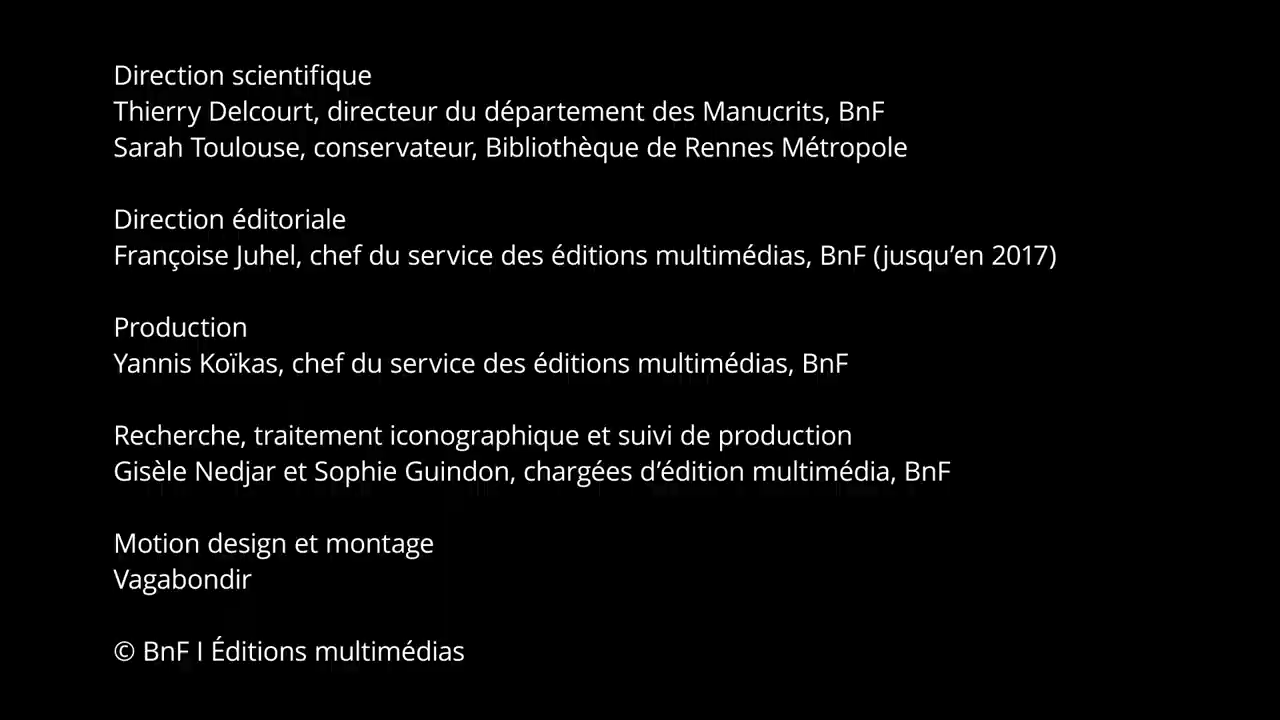 Direction scientifique
Thierry Delcourt, directeur du département des Manucrits, BnF
Sarah Toulouse, conservateur, Bibliothèque de Rennes Métropole
Direction éditoriale
Françoise Juhel, chef du service des éditions multimédias, BnF (jusqu’en 2017)
Production
Yannis Koïkas, chef du service des éditions multimédias, BnF
Recherche, traitement iconographique et suivi de production
Gisèle Nedjar et Sophie Guindon, chargées d’édition multimédia, BnF
Motion design et montage
Vagabondir
© BnF I Éditions multimédias